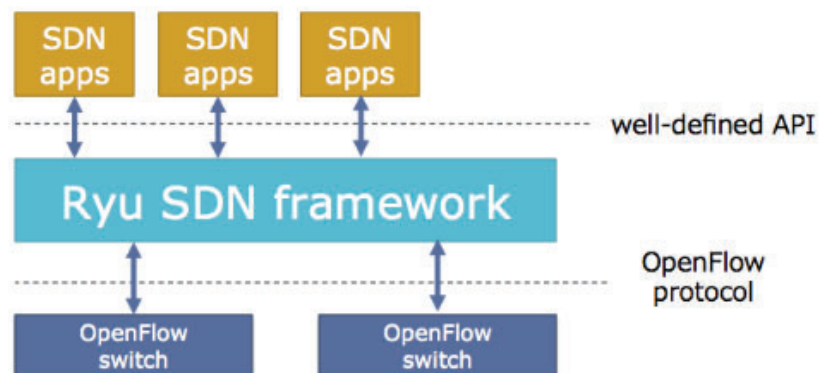 SDN
apps
SDN
apps
SDN
apps
well-defined API
Ryu SDN framework
OpenFlow
protocol
OpenFlow
switch
OpenFlow
switch